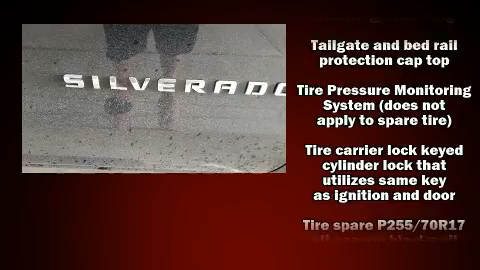 SILVERADO
Tailgate and bed rail
protection cap top
Tire Pressure Monitoring
System (does not
apply to spare tire)
Tire carrier lock keyed
cylinder lock that
utilizes same key
as ignition and door
Tire spare P255/70R17